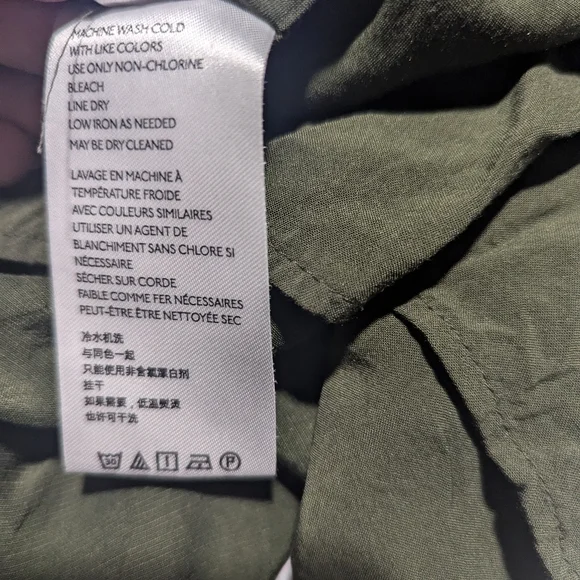 MACHINE WASH COLD
WITH LIKE COLORS
USE ONLY NON-CHLORINE
BLEACH
LINE DRY
LOW IRON AS NEEDED
MAY BE DRY CLEANED
LAVAGE EN MACHINE À
TEMPÉRATURE FROIDE
AVEC COULEURS SIMILAIRES
UTILISER UN AGENT DE
BLANCHIMENT SANS CHLORE SI
NÉCESSAIRE
SÉCHER SUR CORDE
FAIBLE COMME FER NÉCESSAIRES
PEUT-ÊTRE ÊTRE NETTOYÉE SEC
冷水机洗
与同色一起
只能使用非含氯漂白剂
挂干
如果需要，低温熨烫
也许可干洗
30 P